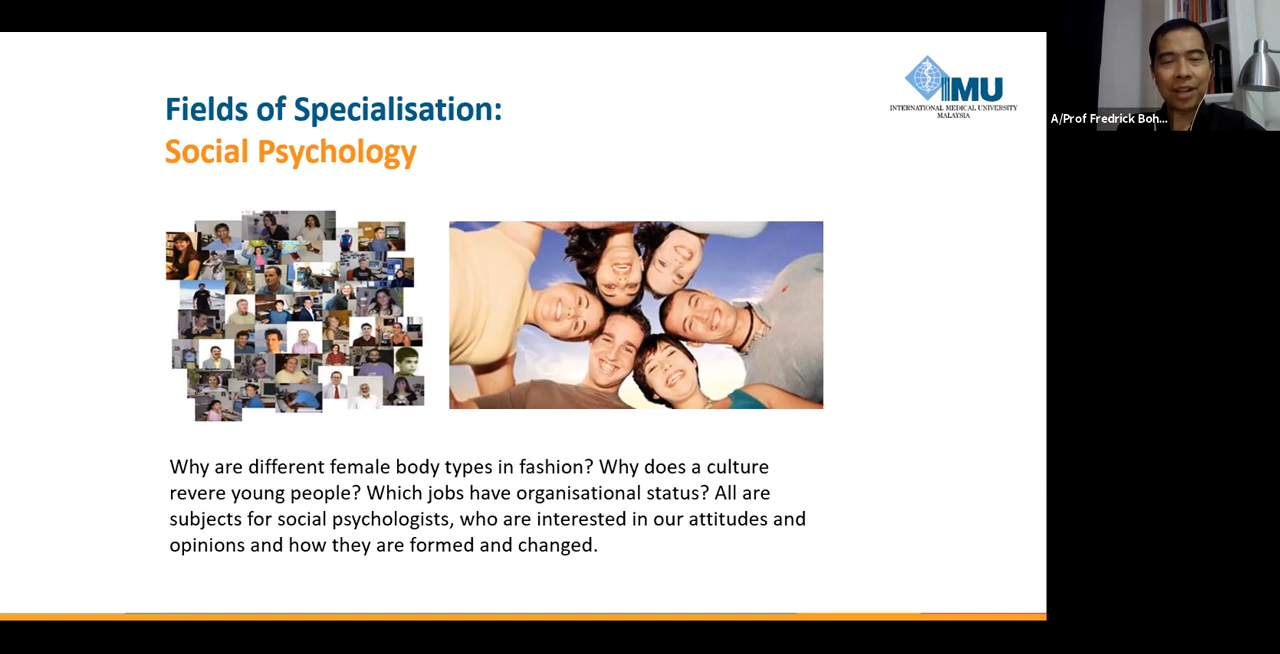 Fields of Specialisation:
Social Psychology
IMU
INTERNATIONAL MEDICAL UNIVERSITY
MALAYSIA
A/Prof Fredrick Boh...
Why are different female body types in fashion? Why does a culture
revere young people? Which jobs have organisational status? All are
subjects for social psychologists, who are interested in our attitudes and
opinions and how they are formed and changed.